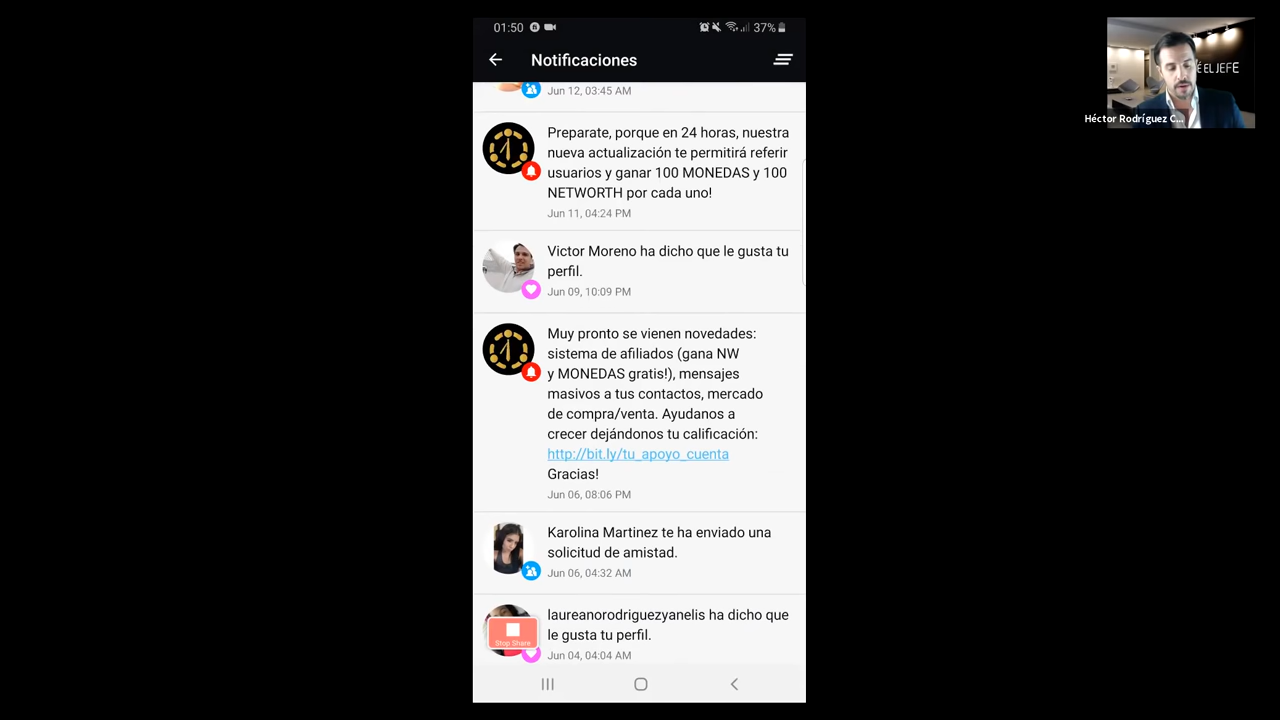 01:50
37%
Notificaciones
Jun 12, 03:45 AM
Preparate, porque en 24 horas, nuestra
nueva actualización te permitirá referir
usuarios y ganar 100 MONEDAS y 100
NETWORTH por cada uno!
Jun 11, 04:24 PM
Victor Moreno ha dicho que le gusta tu
perfil.
Jun 09, 10:09 PM
Muy pronto se vienen novedades:
sistema de afiliados (gana NW
y MONEDAS gratis!), mensajes
masivos a tus contactos, mercado
de compra/venta. Ayudanos a
crecer dejándonos tu calificación:
http://bit.ly/tu_apoyo_cuenta
Gracias!
Jun 06, 08:06 PM
Karolina Martinez te ha enviado una
solicitud de amistad.
Jun 06, 04:32 AM
laureanorodriguezyanelis ha dicho que
le gusta tu perfil.
Stop Share
Jun 04, 04:04 AM
É EL JEFE
Héctor Rodríguez C...